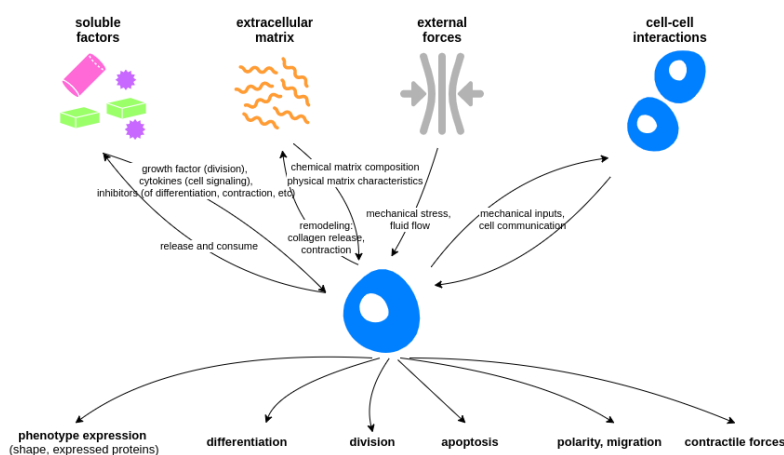 soluble
factors
extracellular
matrix
external
forces
cell-cell
interactions
growth factor (division),
cytokines (cell signaling),
inhibitors (of differentiation, contraction, etc)
release and consume
chemical matrix composition
physical matrix characteristics
remodeling:
collagen release,
contraction
mechanical stress,
fluid flow
mechanical inputs,
cell communication
phenotype expression
(shape, expressed proteins)
differentiation
division
apoptosis
polarity, migration
contractile forces